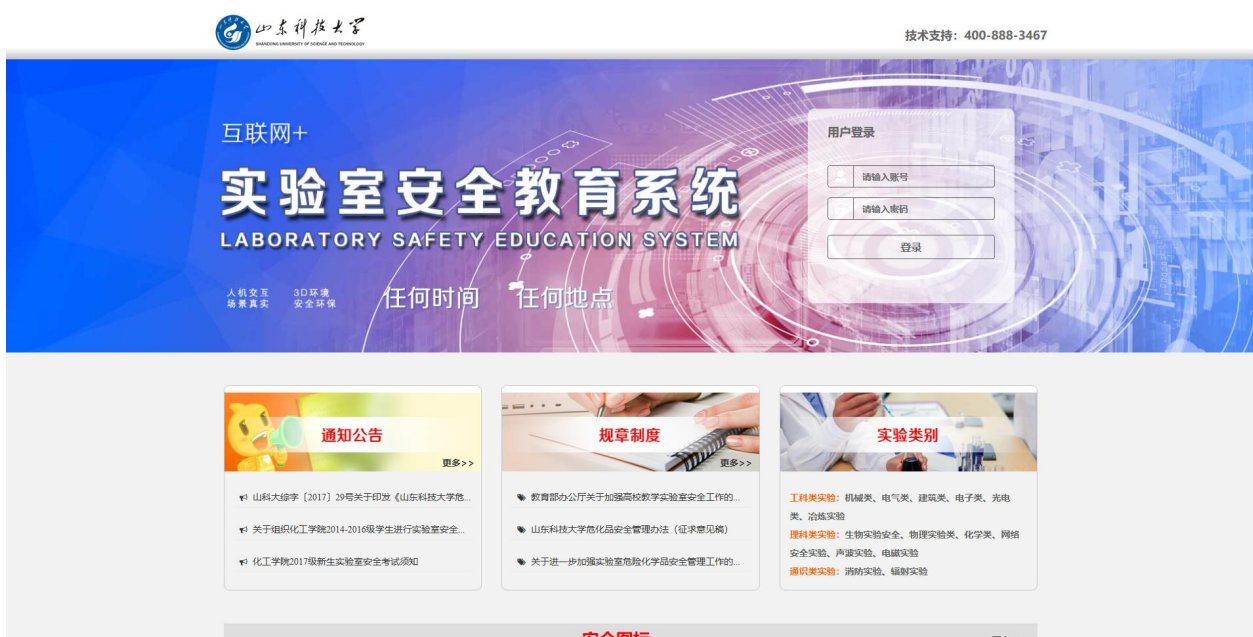 山东科技大学
SHANDONG UNIVERSITY OF SCIENCE AND TECHNOLOGY
技术支持：400-888-3467
互联网+
实验室安全教育系统
LABORATORY SAFETY EDUCATION SYSTEM
人机交互 3D环境
场景真实 安全环保
任何时间 任何地点
用户登录
请输入账号
请输入密码
登录
通知公告
更多>>
山科大综字〔2017〕29号关于印发《山东科技大学危...
关于组织化工学院2014-2016级学生进行实验室安全...
化工学院2017级新生实验室安全考试须知
规章制度
更多>>
教育部办公厅关于加强高校教学实验室安全工作的...
山东科技大学危化品安全管理办法（征求意见稿）
关于进一步加强实验室危险化学品安全管理工作的...
实验类别
工科类实验：机械类、电气类、建筑类、电子类、光电
类、冶炼实验
理科类实验：生物实验安全、物理实验类、化学类、网络
安全实验、声波实验、电磁实验
通识类实验：消防实验、辐射实验
安全图标